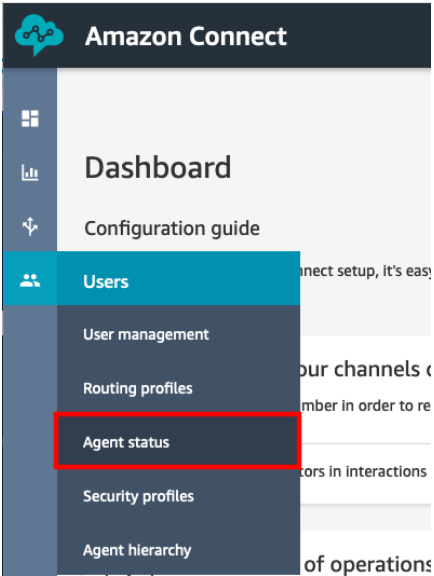 Amazon Connect
Dashboard
Configuration guide
nnect setup, it's easy
Users
User management
our channels
Routing profiles
mber in order to re
Agent status
tors in interactions
Security profiles
Agent hierarchy
of operations